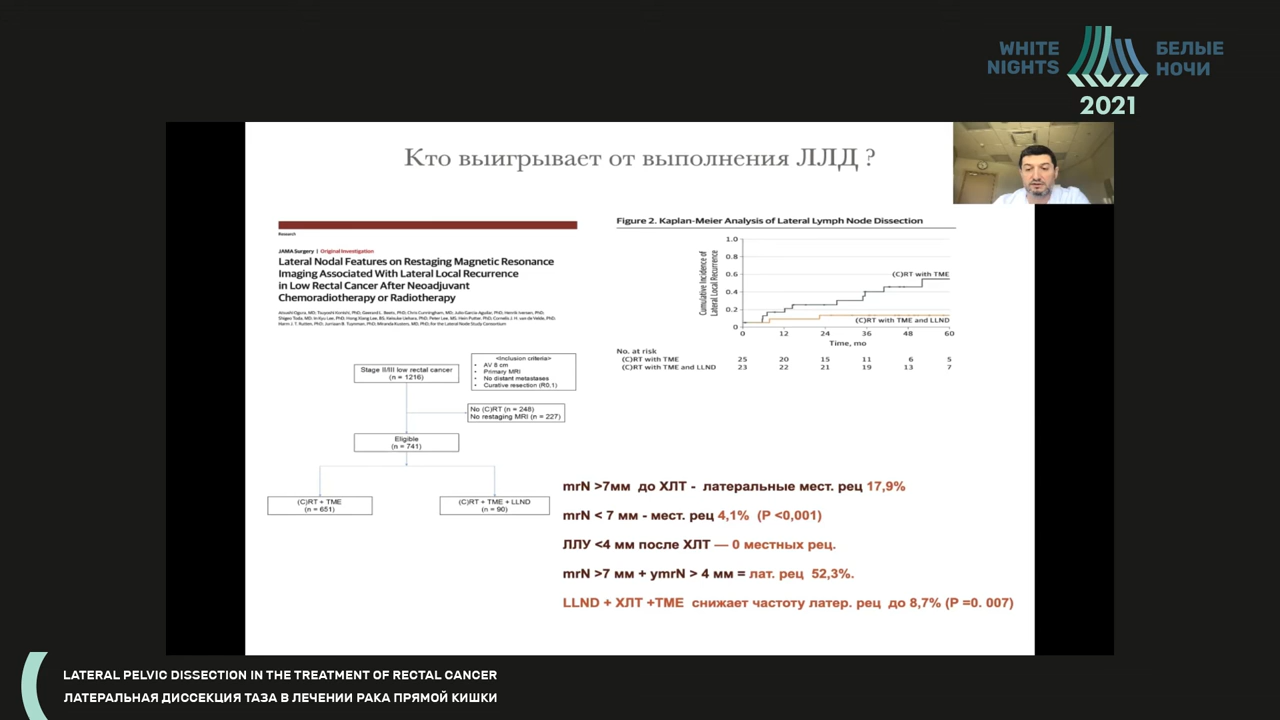 WHITE
NIGHTS
БЕЛЫЕ
НОЧИ
2021
Кто выигрывает от выполнения ЛЛД ?
Research
JAMA Surgery | Original Investigation
Lateral Nodal Features on Restaging Magnetic Resonance
Imaging Associated With Lateral Local Recurrence
in Low Rectal Cancer After Neoadjuvant
Chemoradiotherapy or Radiotherapy
Stage II/III low rectal cancer
(n = 1216)
<Inclusion criteria>
• AV 8 cm
• Primary MRI
• No distant metastases
• Curative resection (R0.1)
No (C)RT (n = 248)
No restaging MRI (n = 227)
Eligible
(n = 741)
(C)RT + TME
(n = 651)
(C)RT + TME + LLND
(n = 90)
Figure 2. Kaplan-Meier Analysis of Lateral Lymph Node Dissection
Cumulative Incidence of
Lateral Local Recurrence
1.0
0.8
0.6
0.4
0.2
0
(C)RT with TME
(C)RT with TME and LLND
0 12 24 36 48 60
Time, mo
No. at risk
(C)RT with TME 25 20 15 11 6 5
(C)RT with TME and LLND 23 22 21 19 13 7
mrN >7мм до ХЛТ - латеральные мест. рец 17,9%
mrN < 7 мм - мест. рец 4,1% (P <0,001)
ЛЛУ <4 мм после ХЛТ — 0 местных рец.
mrN >7 мм + ymrN > 4 мм = лат. рец 52,3%.
LLND + ХЛТ +TME снижает частоту латер. рец до 8,7% (P =0. 007)
LATERAL PELVIC DISSECTION IN THE TREATMENT OF RECTAL CANCER
ЛАТЕРАЛЬНАЯ ДИССЕКЦИЯ ТАЗА В ЛЕЧЕНИИ РАКА ПРЯМОЙ КИШКИ